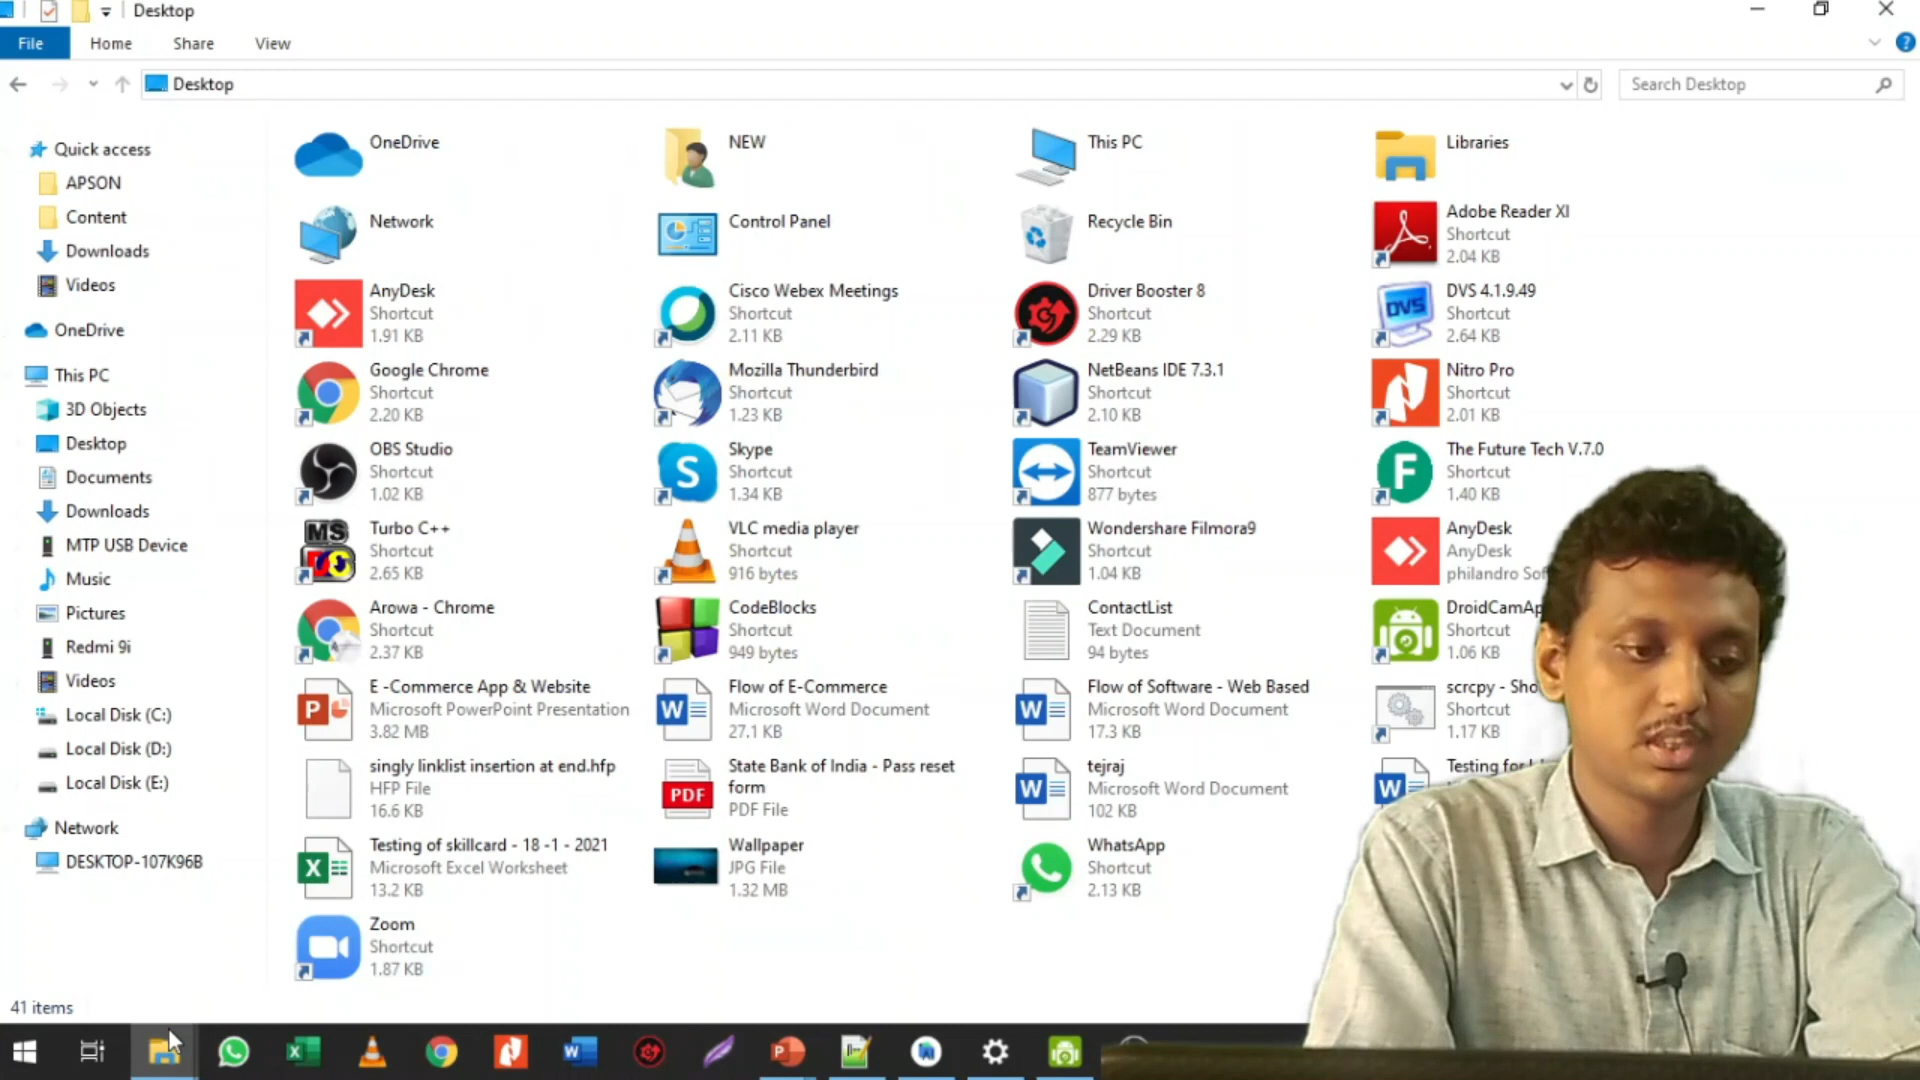 Desktop
File Home Share View
Desktop
Search Desktop
Quick access
APSON
Content
Downloads
Videos
OneDrive
This PC
3D Objects
Desktop
Documents
Downloads
MTP USB Device
Music
Pictures
Redmi 9i
Videos
Local Disk (C:)
Local Disk (D:)
Local Disk (E:)
Network
DESKTOP-107K96B
OneDrive
NEW
This PC
Libraries
Network
Control Panel
Recycle Bin
Adobe Reader XI
Shortcut
2.04 KB
AnyDesk
Shortcut
1.91 KB
Cisco Webex Meetings
Shortcut
2.11 KB
Driver Booster 8
Shortcut
2.29 KB
DVS
DVS 4.1.9.49
Shortcut
2.64 KB
Google Chrome
Shortcut
2.20 KB
Mozilla Thunderbird
Shortcut
1.23 KB
NetBeans IDE 7.3.1
Shortcut
2.10 KB
Nitro Pro
Shortcut
2.01 KB
OBS Studio
Shortcut
1.02 KB
S
Skype
Shortcut
1.34 KB
TeamViewer
Shortcut
877 bytes
F
The Future Tech V.7.0
Shortcut
1.40 KB
MS
Turbo C++
Shortcut
2.65 KB
VLC media player
Shortcut
916 bytes
Wondershare Filmora9
Shortcut
1.04 KB
AnyDesk
AnyDesk
philandro Sof
Arowa - Chrome
Shortcut
2.37 KB
CodeBlocks
Shortcut
949 bytes
ContactList
Text Document
94 bytes
DroidCamAp
Shortcut
1.06 KB
P
E -Commerce App & Website
Microsoft PowerPoint Presentation
3.82 MB
W
Flow of E-Commerce
Microsoft Word Document
27.1 KB
W
Flow of Software - Web Based
Microsoft Word Document
17.3 KB
scrcpy - Sho
Shortcut
1.17 KB
singly linklist insertion at end.hfp
HFP File
16.6 KB
PDF
State Bank of India - Pass reset
form
PDF File
W
tejraj
Microsoft Word Document
102 KB
W
Testing for
X
Testing of skillcard - 18 -1 - 2021
Microsoft Excel Worksheet
13.2 KB
Wallpaper
JPG File
1.32 MB
WhatsApp
Shortcut
2.13 KB
Zoom
Shortcut
1.87 KB
41 items